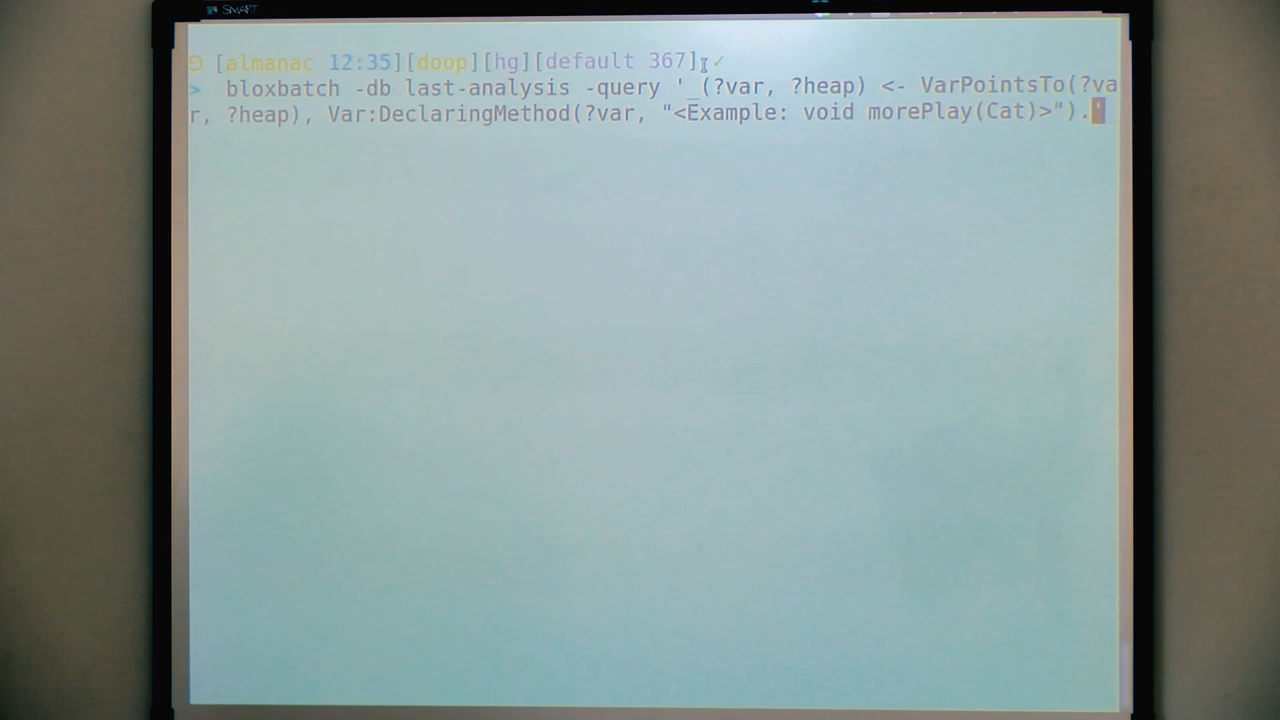 SMART
[almanac 12:35][doop][hg][default 367] ✓
> bloxbatch -db last-analysis -query '_(?var, ?heap) <- VarPointsTo(?va
r, ?heap), Var:DeclaringMethod(?var, "<Example: void morePlay(Cat)>").'